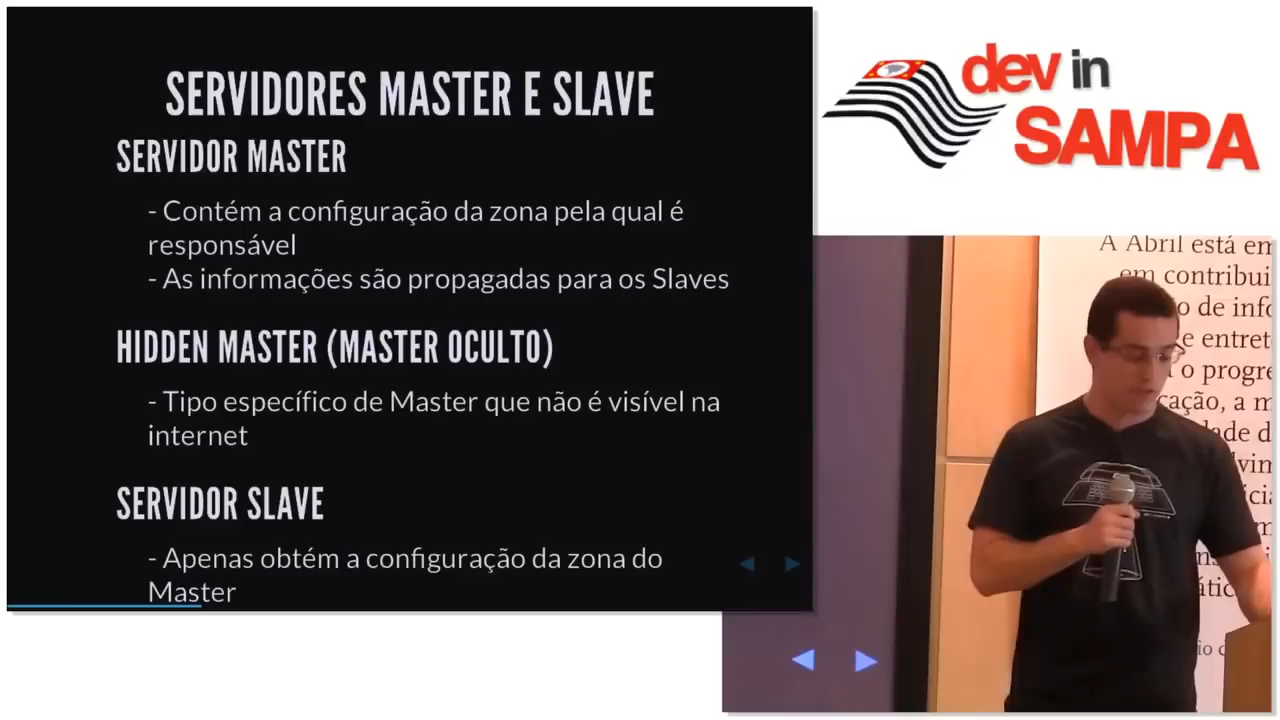 SERVIDORES MASTER E SLAVE
SERVIDOR MASTER
- Contém a configuração da zona pela qual é
responsável
- As informações são propagadas para os Slaves
HIDDEN MASTER (MASTER OCULTO)
- Tipo específico de Master que não é visível na
internet
SERVIDOR SLAVE
- Apenas obtém a configuração da zona do
Master
dev in
SAMPA
A Abril está em
em contribui
o de info
e entrete
o progre
cação, a m
dade d